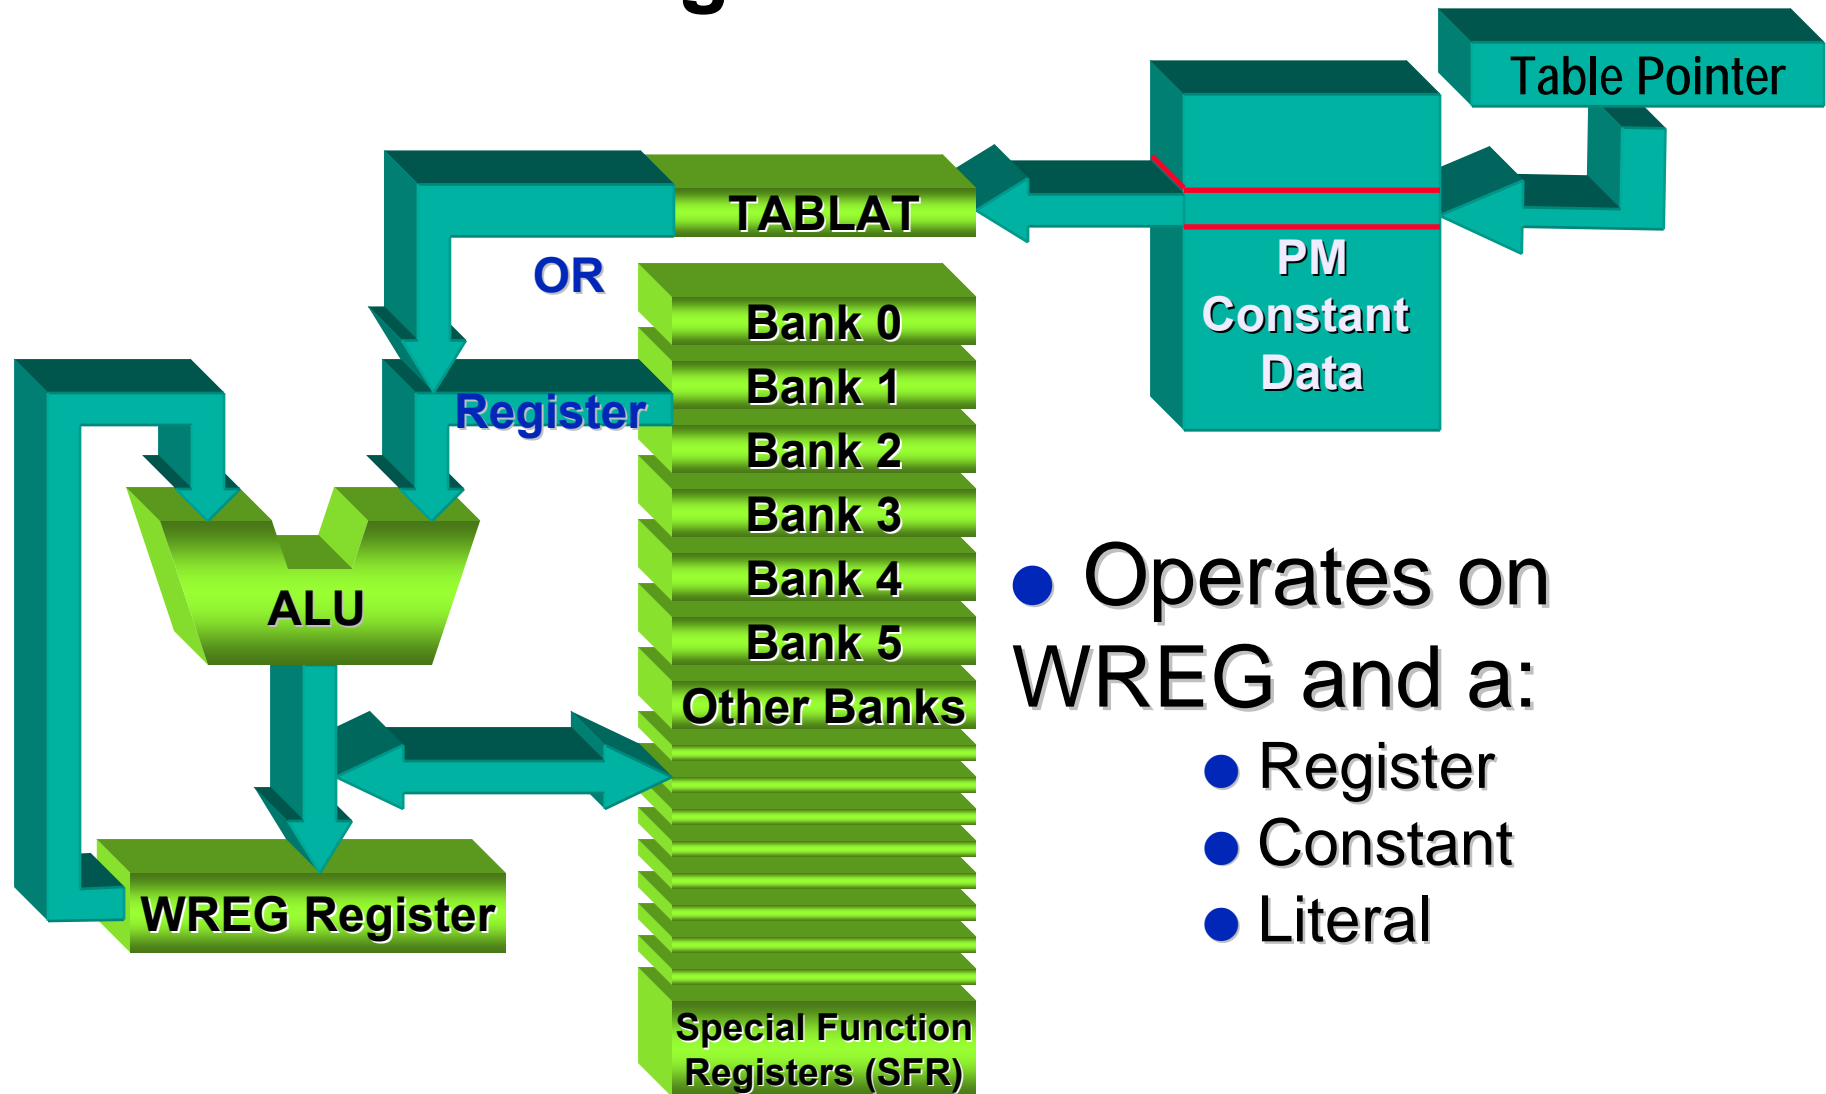 Table Pointer
TABLAT
OR
PM
Constant
Data
Bank 0
Bank 1
Register
Bank 2
Bank 3
Bank 4
Bank 5
Other Banks
ALU
WREG Register
Special Function
Registers (SFR)
● Operates on
WREG and a:
● Register
● Constant
● Literal